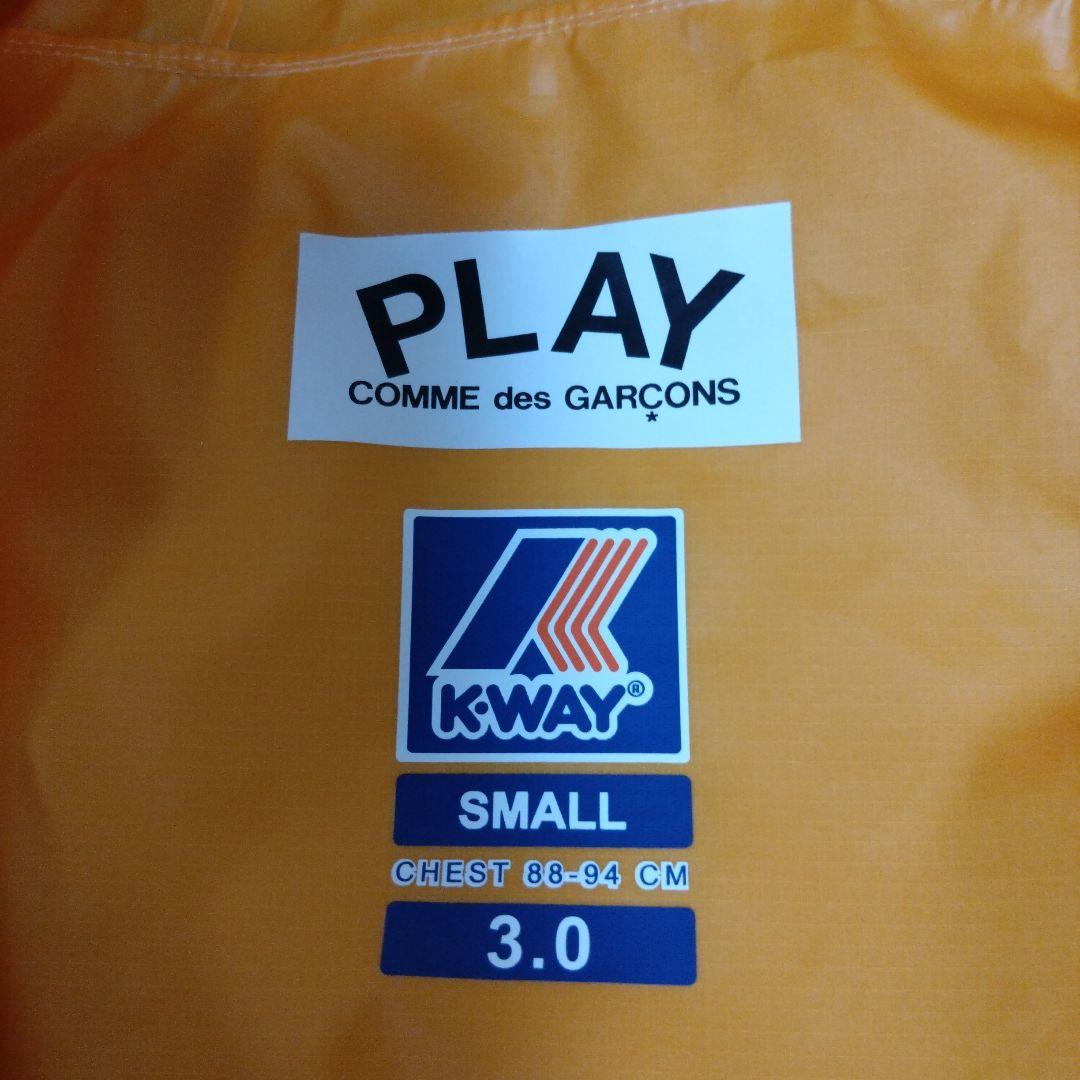 PLAY
COMME des GARÇONS
*
K·WAY®
SMALL
CHEST 88-94 CM
3.0